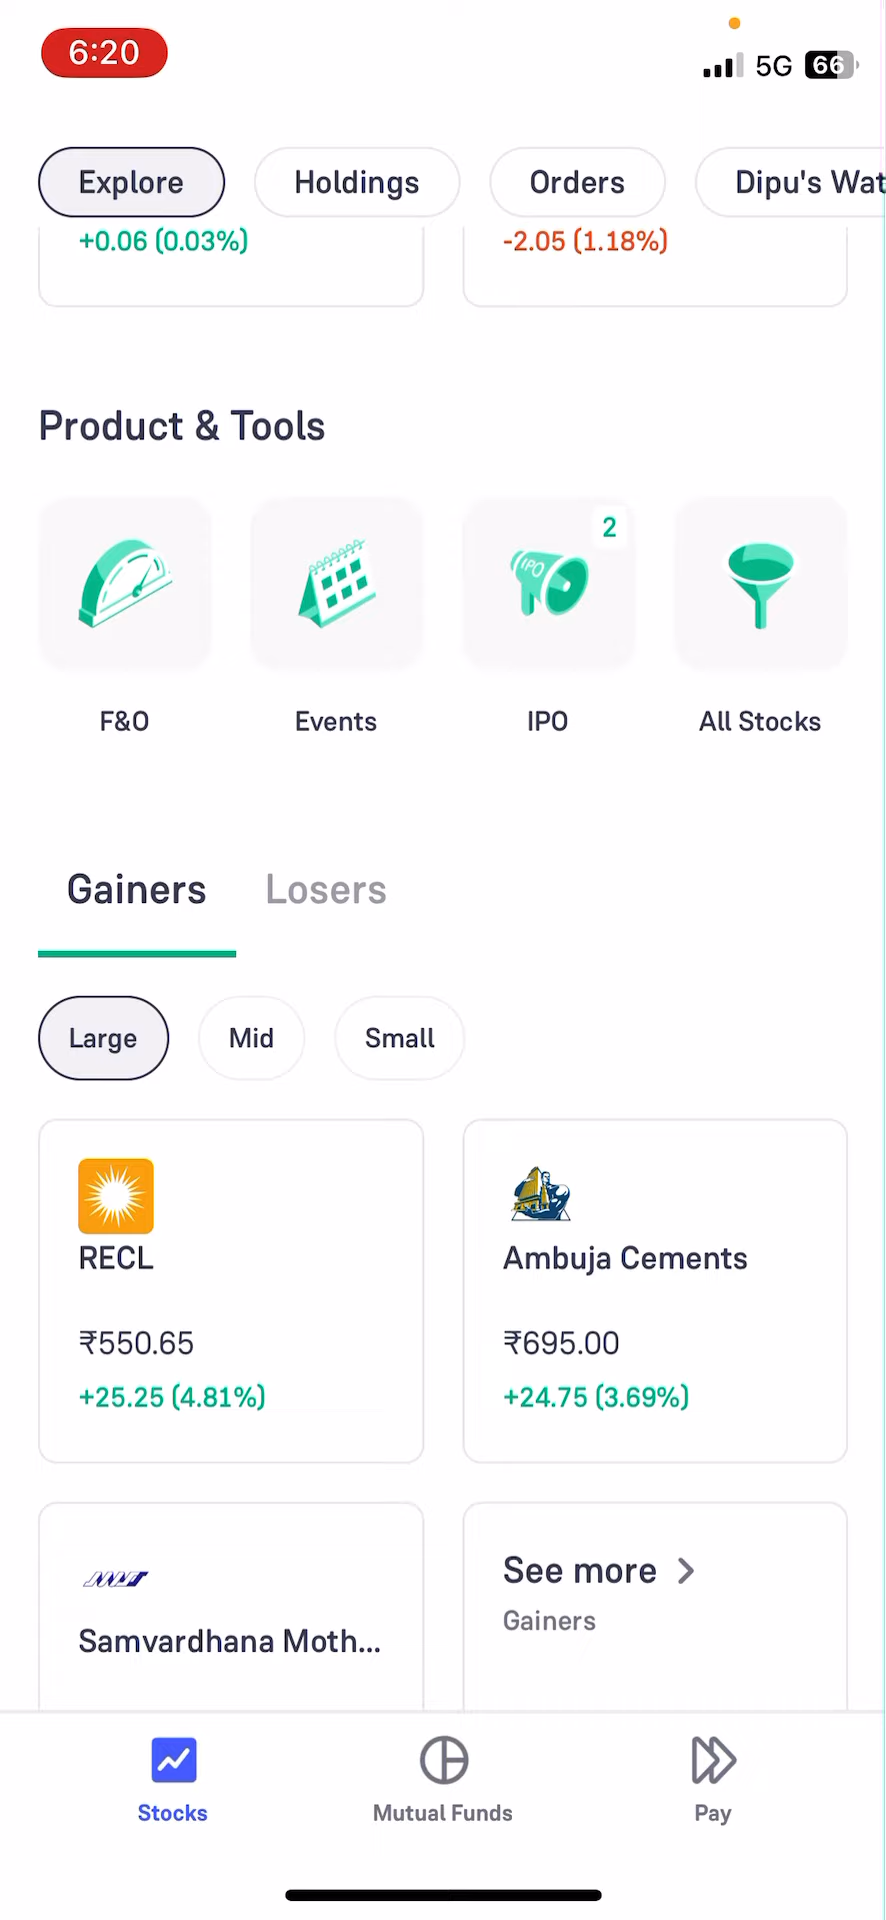 6:20
5G 66
Explore Holdings Orders Dipu's Wat
+0.06 (0.03%) -2.05 (1.18%)
Product & Tools
2
IPO
F&O Events IPO All Stocks
Gainers Losers
Large Mid Small
RECL Ambuja Cements
₹550.65 ₹695.00
+25.25 (4.81%) +24.75 (3.69%)
See more
Gainers
Samvardhana Moth...
Stocks Mutual Funds Pay